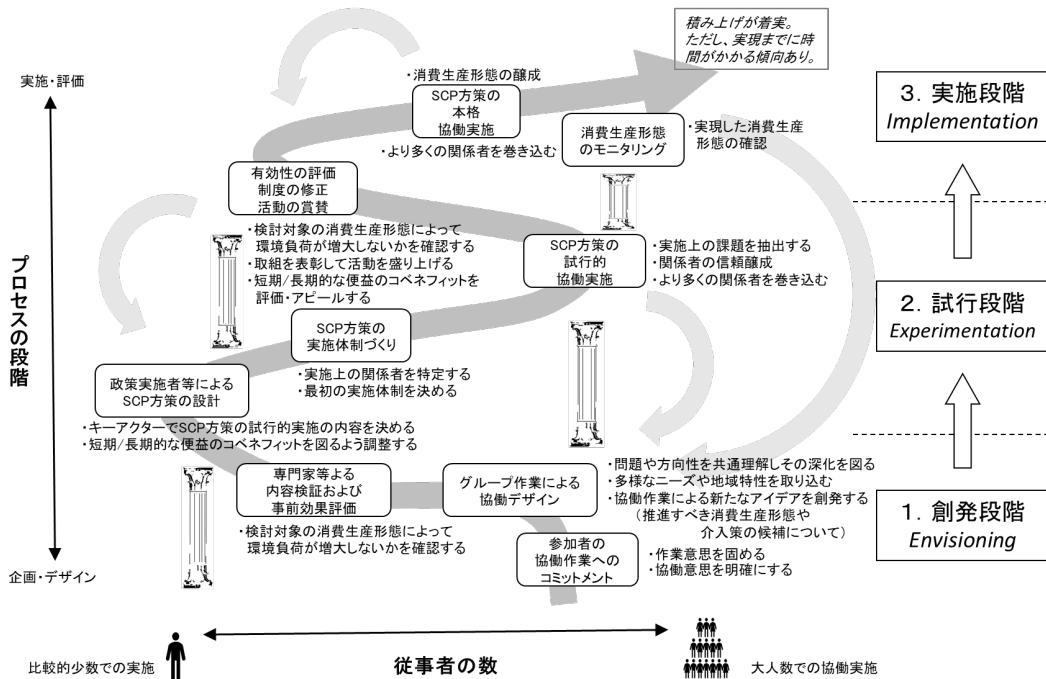 積み上げが着実。
ただし、実現までに時
間がかかる傾向あり。
実施・評価
・消費生産形態の醸成
SCP方策の
本格
協働実施
・より多くの関係者を巻き込む
消費生産形態
のモニタリング
・実現した消費生産
形態の確認
3. 実施段階
Implementation
有効性の評価
制度の修正
活動の賞賛
・検討対象の消費生産形態によって
環境負荷が増大しないかを確認する
・取組を表彰して活動を盛り上げる
・短期/長期的な便益のコベネフィットを
評価・アピールする
SCP方策の
試行的
協働実施
・実施上の課題を抽出する
・関係者の信頼醸成
・より多くの関係者を巻き込む
プロセスの段階
2. 試行段階
Experimentation
SCP方策の
実施体制づくり
・実施上の関係者を特定する
・最初の実施体制を決める
政策実施者等による
SCP方策の設計
・キーアクターでSCP方策の試行的実施の内容を決める
・短期/長期的な便益のコベネフィットを図るよう調整する
専門家等よる
内容検証および
事前効果評価
・検討対象の消費生産形態によって
環境負荷が増大しないかを確認する
グループ作業による
協働デザイン
・問題や方向性を共通理解しその深化を図る
・多様なニーズや地域特性を取り込む
・協働作業による新たなアイデアを創発する
（推進すべき消費生産形態や
介入策の候補について）
1. 創発段階
Envisioning
参加者の
協働作業への
コミットメント
・作業意思を固める
・協働意思を明確にする
企画・デザイン
比較的少数での実施
従事者の数
大人数での協働実施